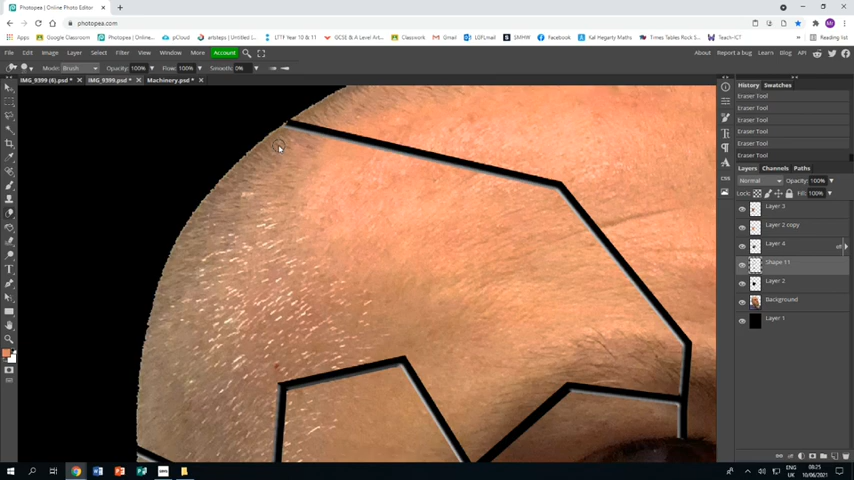 Photopea | Online Photo Editor
photopea.com
Apps Google Classroom Photopea pCloud artsteps | Untitled | ... LTTF Year 10 & 11 GCSE & A Level Art ... Classwork Gmail LGFLmail SMHW Facebook Kal Hegarty Maths Times Tables Rock S... Teach-ICT Reading list
File Edit Image Layer Select Filter View Window More Account About Report a bug Learn Blog API
Mode: Brush Opacity: 100% Flow: 100% Smooth: 0%
IMG_9399 (4).psd * IMG_9399.psd * Machinory.psd *
History Swatches
Eraser Tool
Eraser Tool
Eraser Tool
Eraser Tool
Eraser Tool
Eraser Tool
Layers Channels Paths
Normal Opacity: 100%
Lock: Fill: 100%
Layer 3
Layer 2 copy
Layer 4
eff
Shape 11
Layer 2
Background
Layer 1
CSS
ENG
UK
08:25
10/06/2021